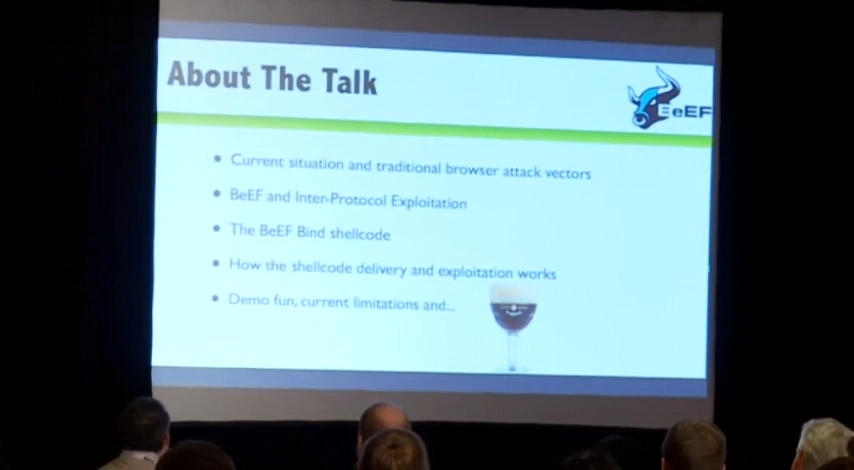 About The Talk
BeEF
Current situation and traditional browser attack vectors
BeEF and Inter-Protocol Exploitation
The BeEF Bind shellcode
How the shellcode delivery and exploitation works
Demo fun, current limitations and...